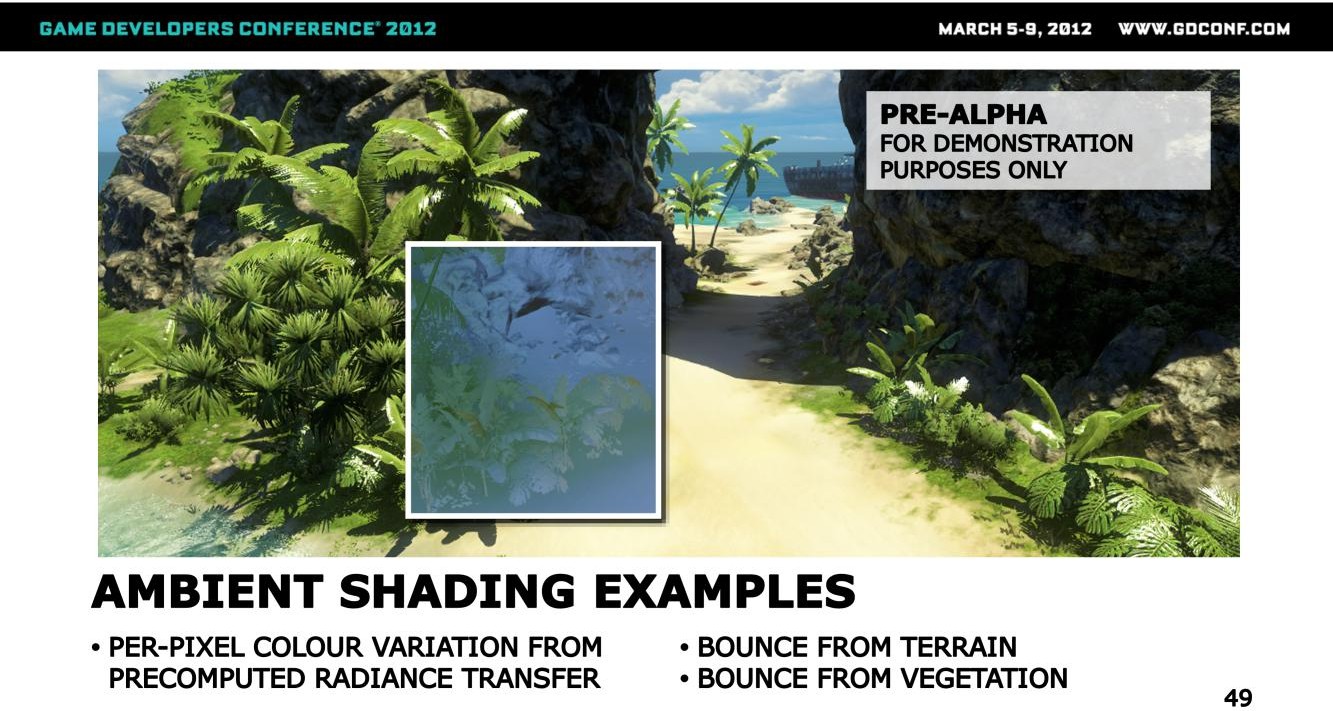 GAME DEVELOPERS CONFERENCE® 2012
MARCH 5-9, 2012 WWW.GDCONF.COM
PRE-ALPHA
FOR DEMONSTRATION
PURPOSES ONLY
AMBIENT SHADING EXAMPLES
• PER-PIXEL COLOUR VARIATION FROM
PRECOMPUTED RADIANCE TRANSFER
• BOUNCE FROM TERRAIN
• BOUNCE FROM VEGETATION
49